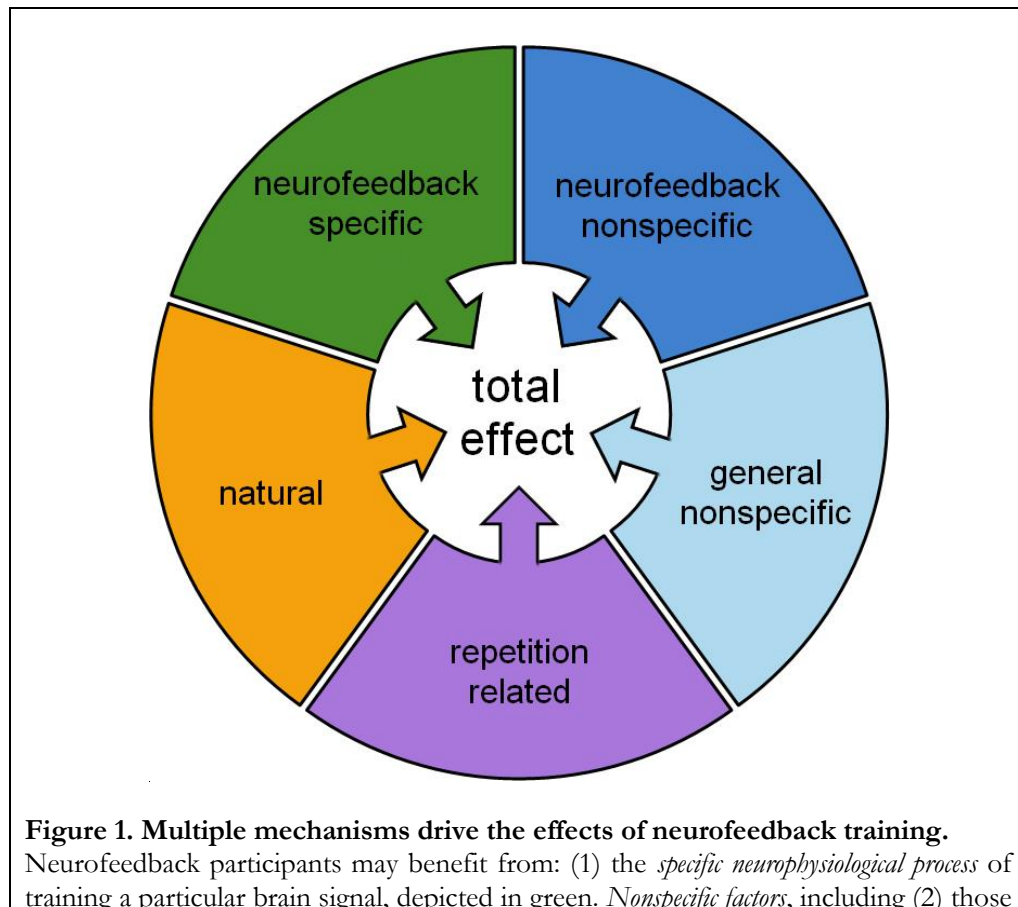 neurofeedback
specific
neurofeedback
nonspecific
total
effect
natural
general
nonspecific
repetition
related
Figure 1. Multiple mechanisms drive the effects of neurofeedback training.
Neurofeedback participants may benefit from: (1) the specific neurophysiological process of
training a particular brain signal, depicted in green. Nonspecific factors, including (2) those